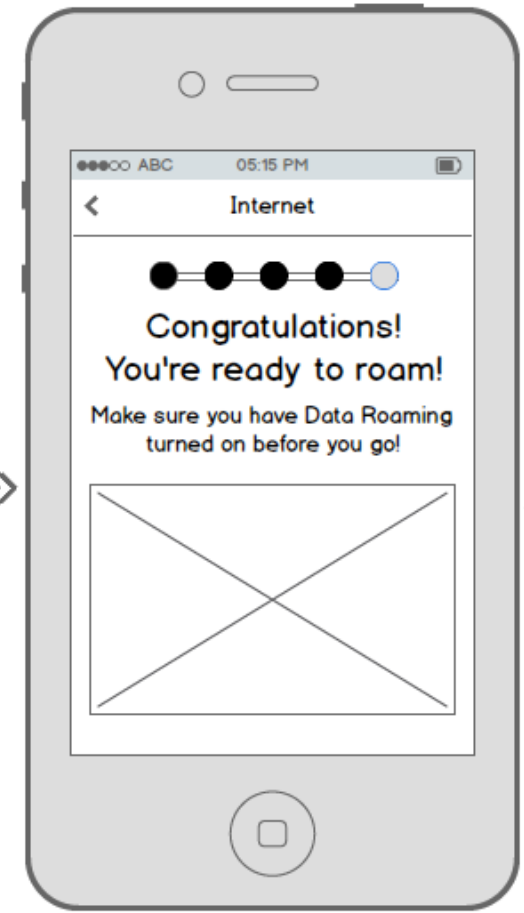 ABC 05:15 PM
Internet
Congratulations!
You're ready to roam!
Make sure you have Data Roaming
turned on before you go!